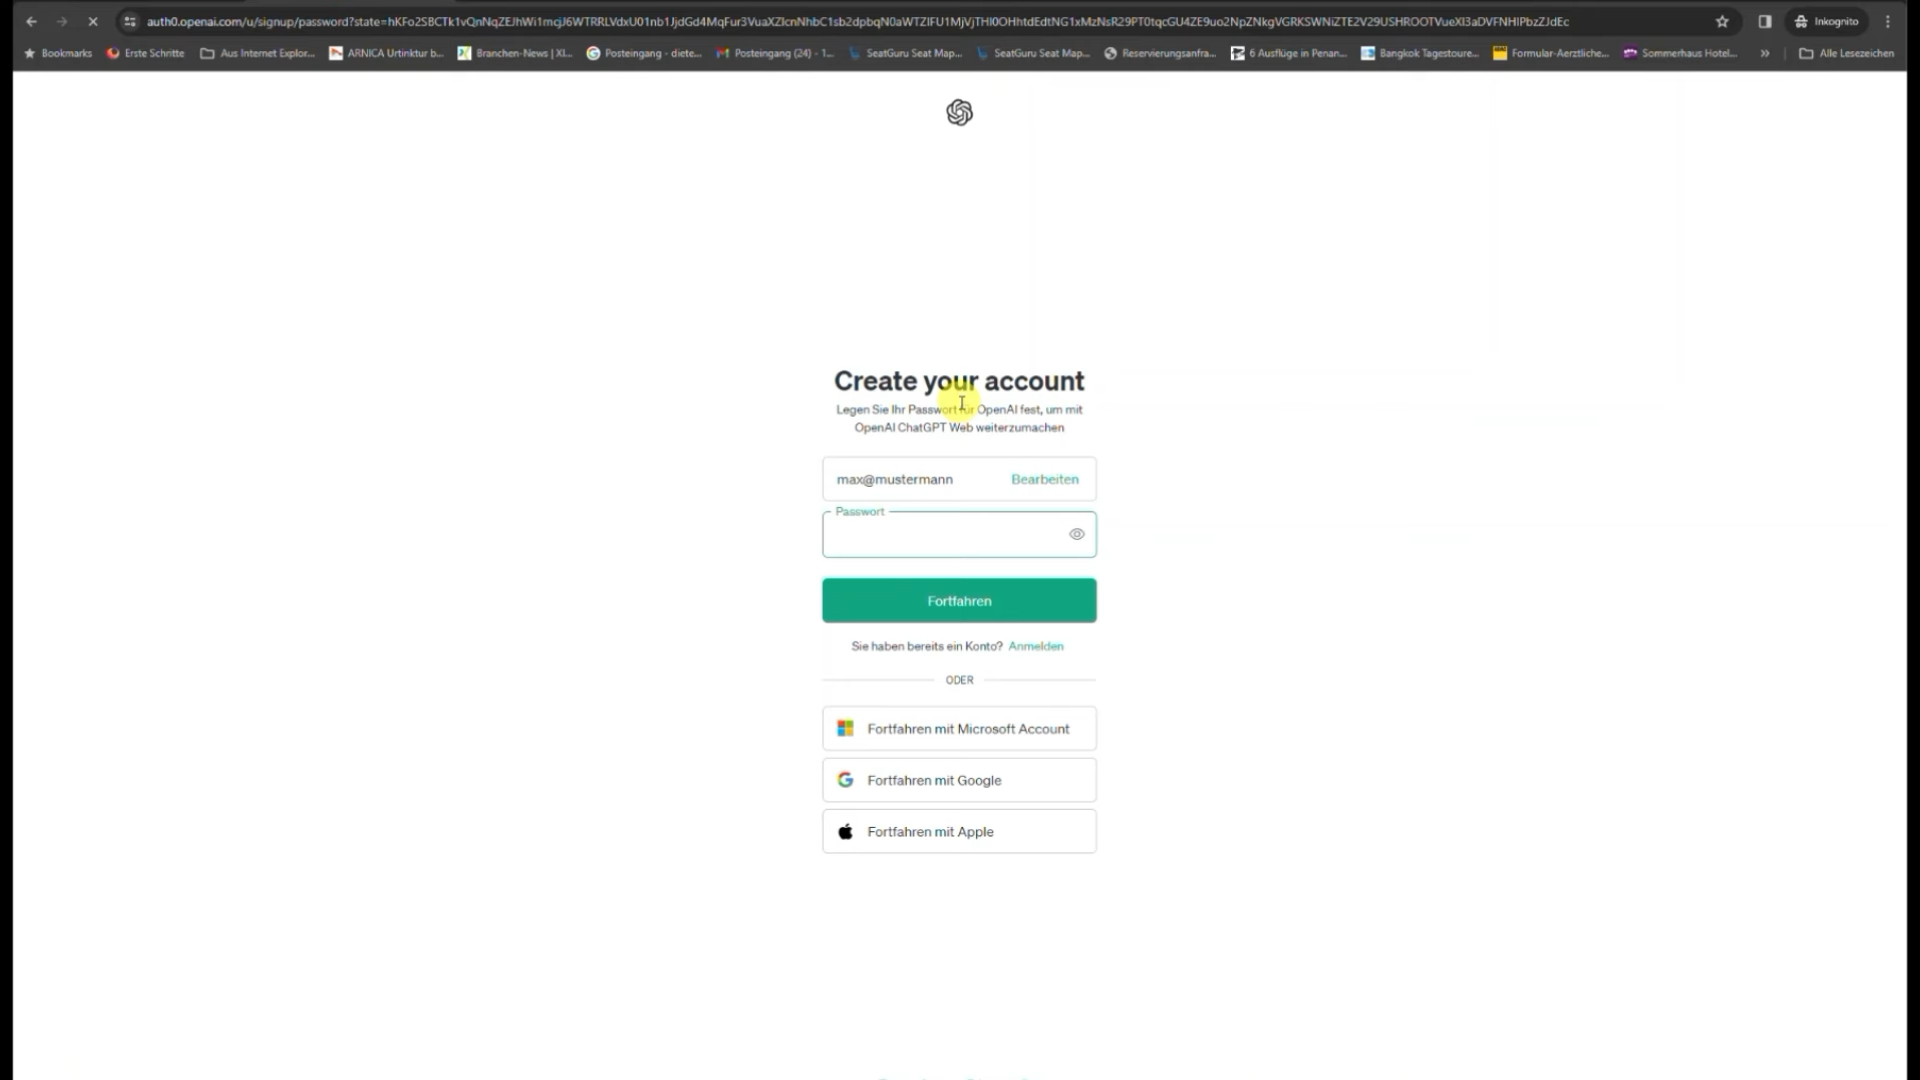 auth0.openai.com/u/signup/password?state=
Inkognito
Bookmarks
Erste Schritte
Aus Internet Explor...
ARNICA Urtinktur b...
Branchen-News | XI...
Posteingang - diete...
Posteingang (24) - 1...
SeatGuru Seat Map...
SeatGuru Seat Map...
Reservierungsanfra...
6 Ausflüge in Penan...
Bangkok Tagestoure...
Formular-Aerztliche...
Sommerhaus Hotel...
»
Alle Lesezeichen
Create your account
Legen Sie Ihr Passwort für OpenAI fest, um mit
OpenAI ChatGPT Web weiterzumachen
max@mustermann
Bearbeiten
Passwort
Fortfahren
Sie haben bereits ein Konto? Anmelden
ODER
Fortfahren mit Microsoft Account
Fortfahren mit Google
Fortfahren mit Apple